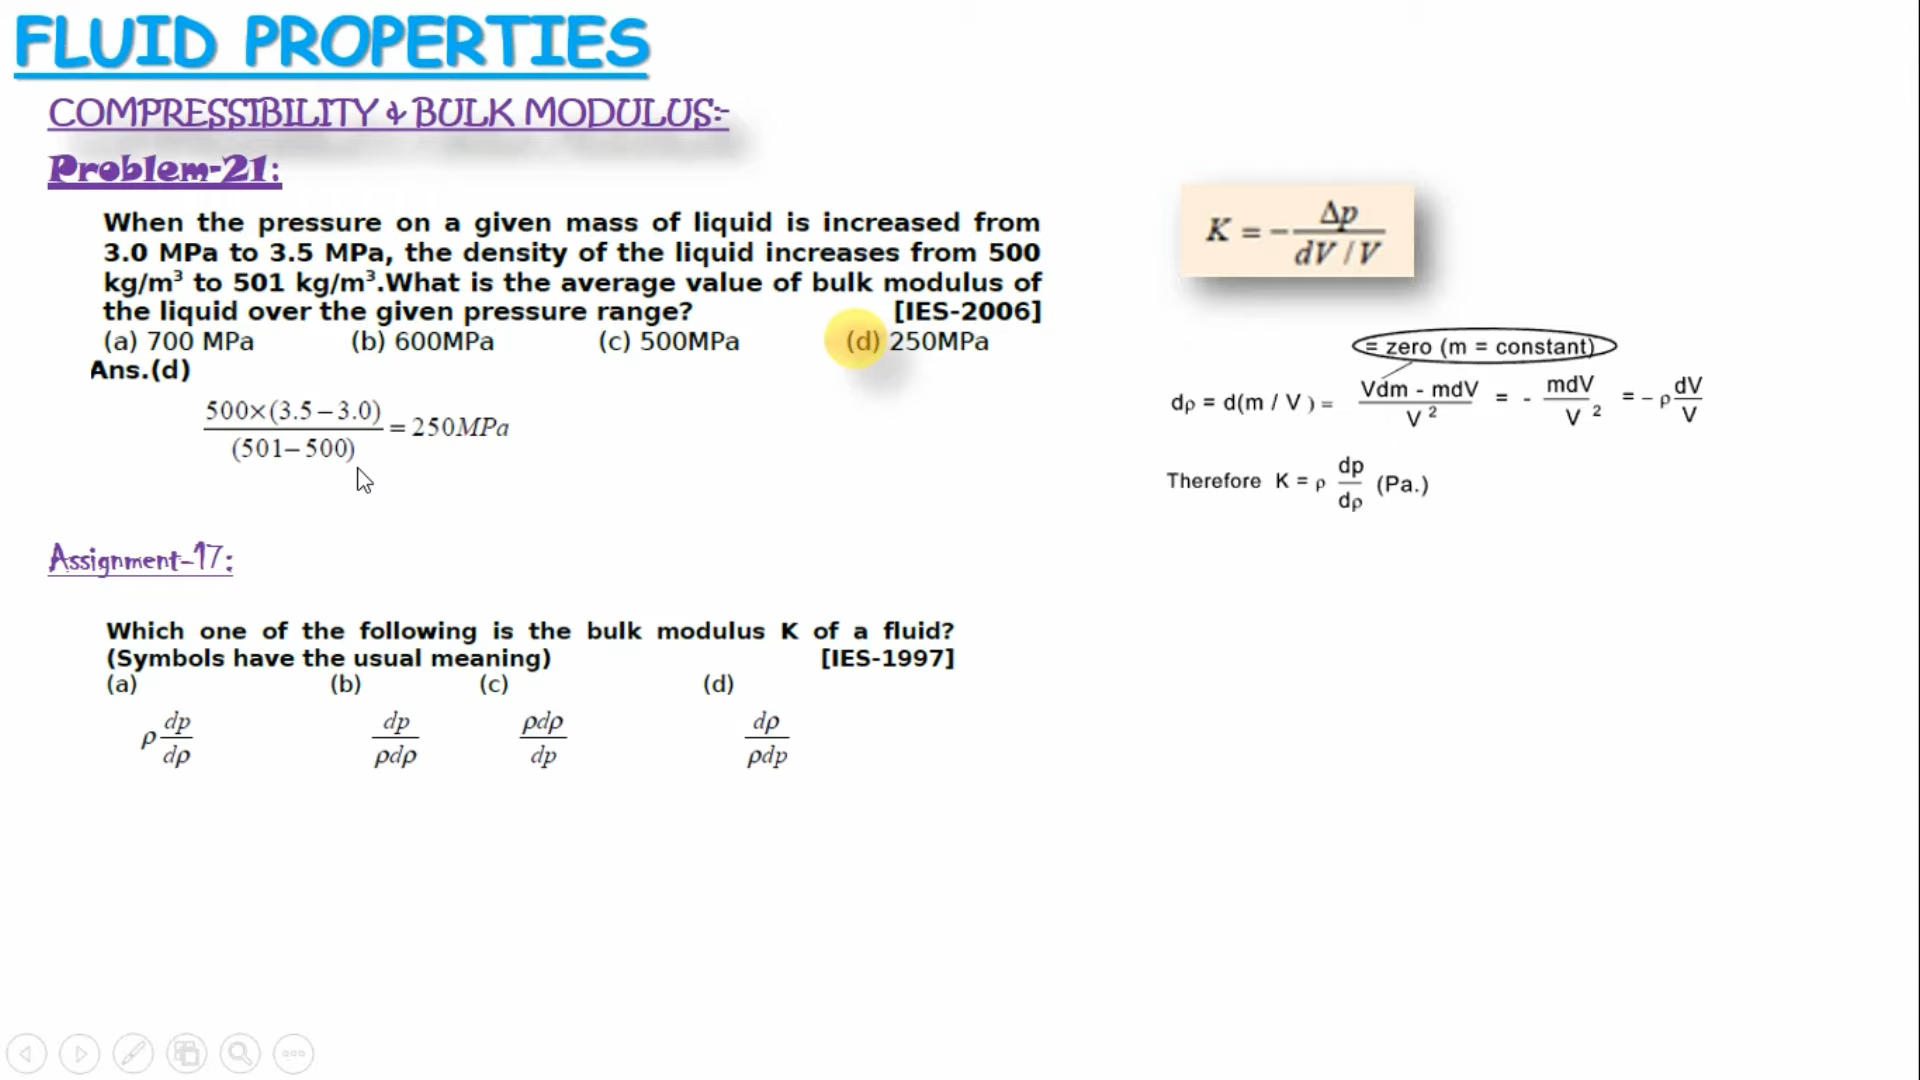 FLUID PROPERTIES
COMPRESSIBILITY & BULK MODULUS:-
Problem-21:
When the pressure on a given mass of liquid is increased from
3.0 MPa to 3.5 MPa, the density of the liquid increases from 500
kg/m³ to 501 kg/m³.What is the average value of bulk modulus of
the liquid over the given pressure range? [IES-2006]
(a) 700 MPa (b) 600MPa (c) 500MPa (d) 250MPa
Ans.(d)
500×(3.5–3.0) / (501–500) = 250MPa
K = - Δp / dV / V
= zero (m = constant)
dρ = d(m / V ) = Vdm - mdV / V 2 = - mdV / V 2 = - ρ dV / V
Therefore K = ρ dp / dρ (Pa.)
Assignment-17:
Which one of the following is the bulk modulus K of a fluid?
(Symbols have the usual meaning) [IES-1997]
(a) (b) (c) (d)
ρ dp / dρ dp / ρdρ ρdρ / dp dρ / ρdp